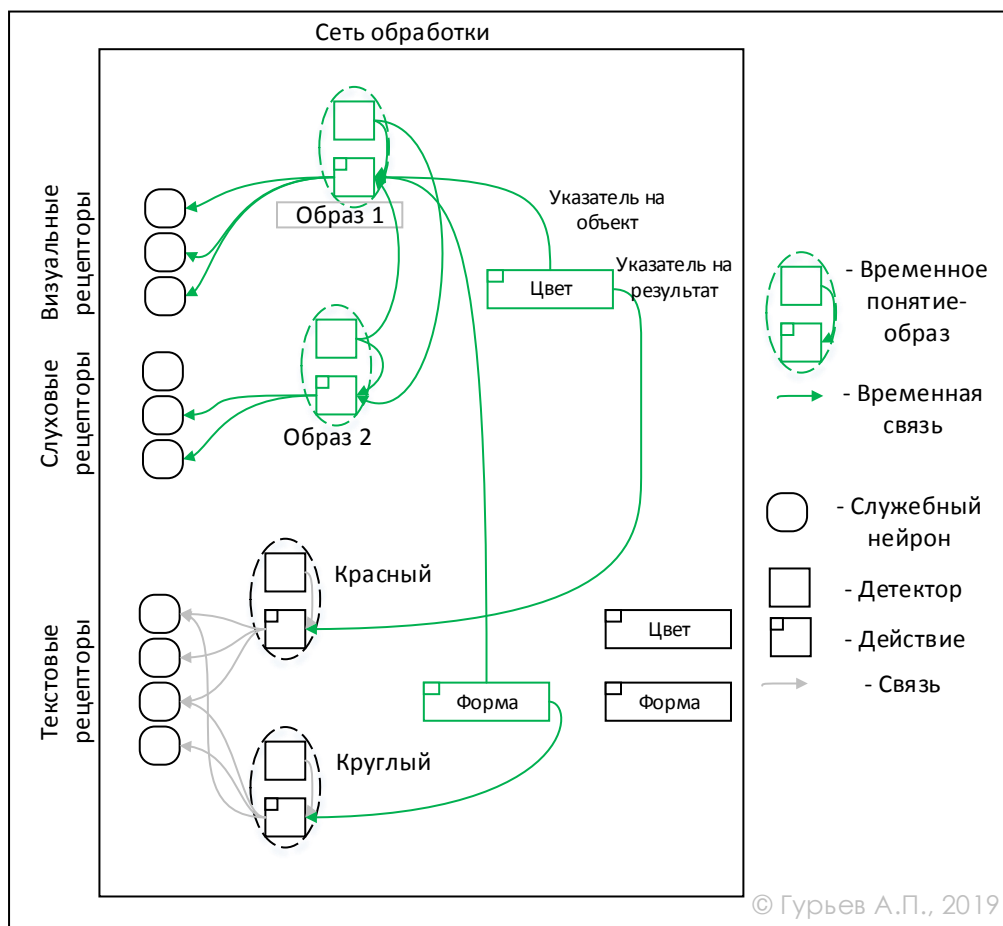 Сеть обработки
Визуальные
рецепторы
Образ 1
Указатель на
объект
Указатель на
результат
Цвет
- Временное
понятие-
образ
- Временная
связь
Слуховые
рецепторы
Образ 2
- Служебный
нейрон
- Детектор
- Действие
- Связь
Текстовые
рецепторы
Красный
Цвет
Форма
Форма
Круглый
© Гурьев А.П., 2019